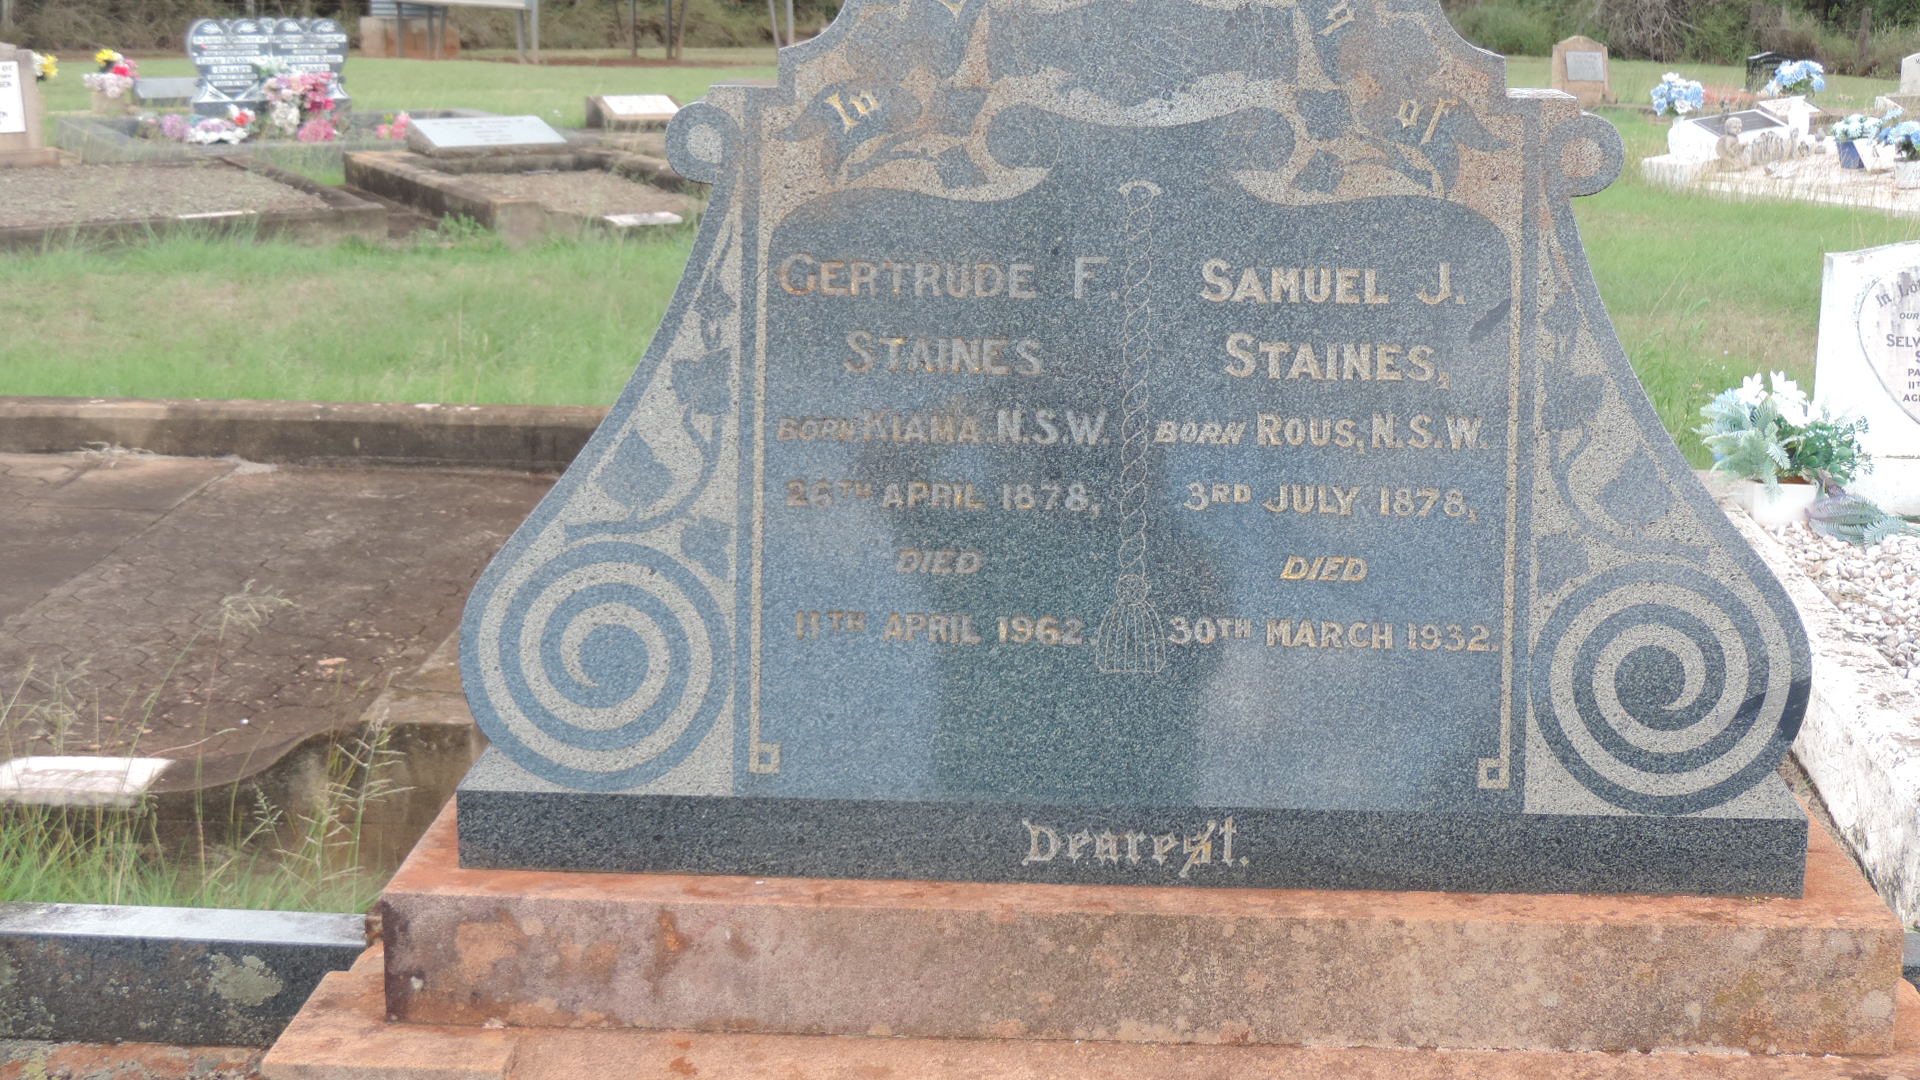 In
of
GERTRUDE F.
STAINES
BORN KIAMA. N.S.W.
26TH APRIL 1878,
DIED
11TH APRIL 1962.
SAMUEL J.
STAINES,
BORN ROUS, N.S.W.
3RD JULY 1878,
DIED
30TH MARCH 1932.
Dearest.